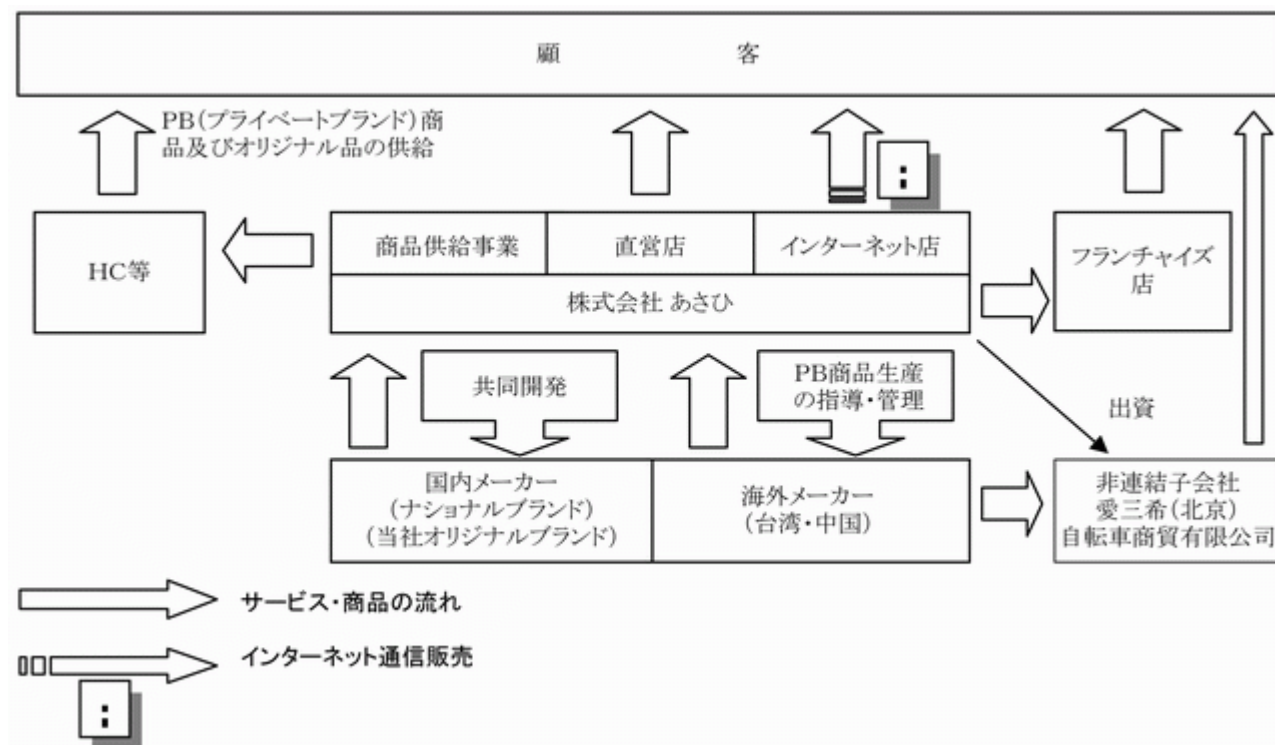 顧 客
PB(プライベートブランド)商
品及びオリジナル品の供給
:
HC等
商品供給事業
直営店
インターネット店
株式会社 あさひ
フランチャイズ
店
共同開発
PB商品生産
の指導・管理
出資
国内メーカー
(ナショナルブランド)
(当社オリジナルブランド)
海外メーカー
(台湾・中国)
非連結子会社
愛三希(北京)
自転車商貿有限公司
サービス・商品の流れ
インターネット通信販売
: